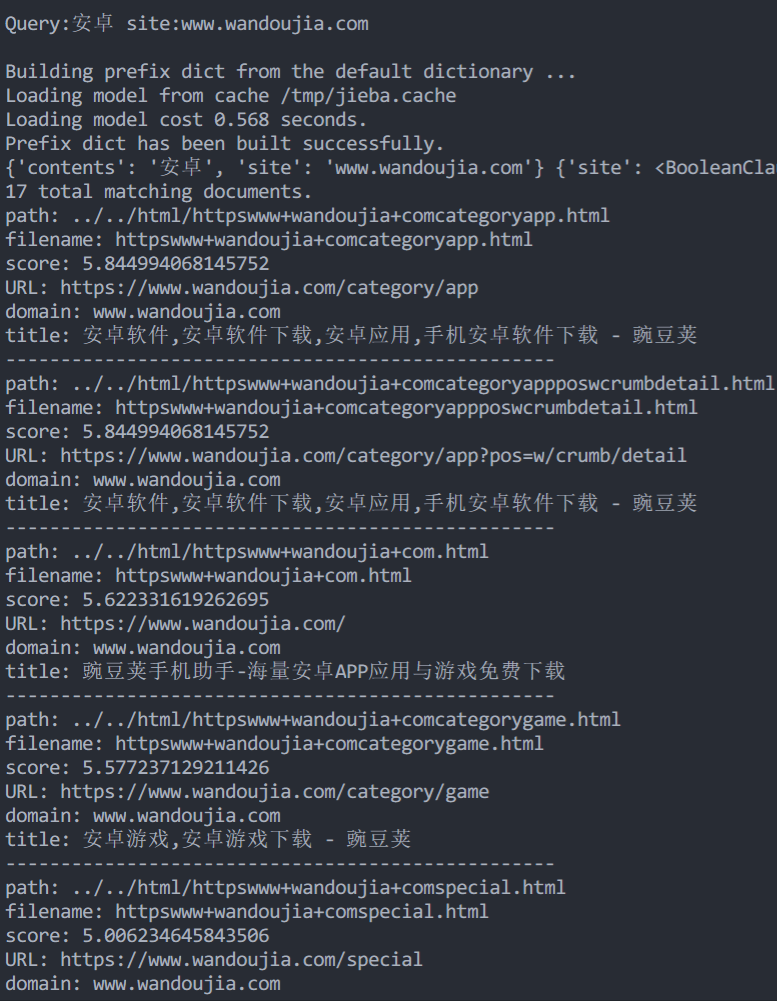 Query:安卓 site:www.wandoujia.com
Building prefix dict from the default dictionary ...
Loading model from cache /tmp/jieba.cache
Loading model cost 0.568 seconds.
Prefix dict has been built successfully.
{'contents': '安卓', 'site': 'www.wandoujia.com'} {'site': <BooleanCla
17 total matching documents.
path: ../../html/httpswww+wandoujia+comcategoryapp.html
filename: httpswww+wandoujia+comcategoryapp.html
score: 5.844994068145752
URL: https://www.wandoujia.com/category/app
domain: www.wandoujia.com
title: 安卓软件,安卓软件下载,安卓应用,手机安卓软件下载 - 豌豆荚
--------------------------------------------------
path: ../../html/httpswww+wandoujia+comcategoryappposwcrumbdetail.html
filename: httpswww+wandoujia+comcategoryappposwcrumbdetail.html
score: 5.844994068145752
URL: https://www.wandoujia.com/category/app?pos=w/crumb/detail
domain: www.wandoujia.com
title: 安卓软件,安卓软件下载,安卓应用,手机安卓软件下载 - 豌豆荚
--------------------------------------------------
path: ../../html/httpswww+wandoujia+com.html
filename: httpswww+wandoujia+com.html
score: 5.622331619262695
URL: https://www.wandoujia.com/
domain: www.wandoujia.com
title: 豌豆荚手机助手-海量安卓APP应用与游戏免费下载
--------------------------------------------------
path: ../../html/httpswww+wandoujia+comcategorygame.html
filename: httpswww+wandoujia+comcategorygame.html
score: 5.577237129211426
URL: https://www.wandoujia.com/category/game
domain: www.wandoujia.com
title: 安卓游戏,安卓游戏下载 - 豌豆荚
--------------------------------------------------
path: ../../html/httpswww+wandoujia+comspecial.html
filename: httpswww+wandoujia+comspecial.html
score: 5.006234645843506
URL: https://www.wandoujia.com/special
domain: www.wandoujia.com